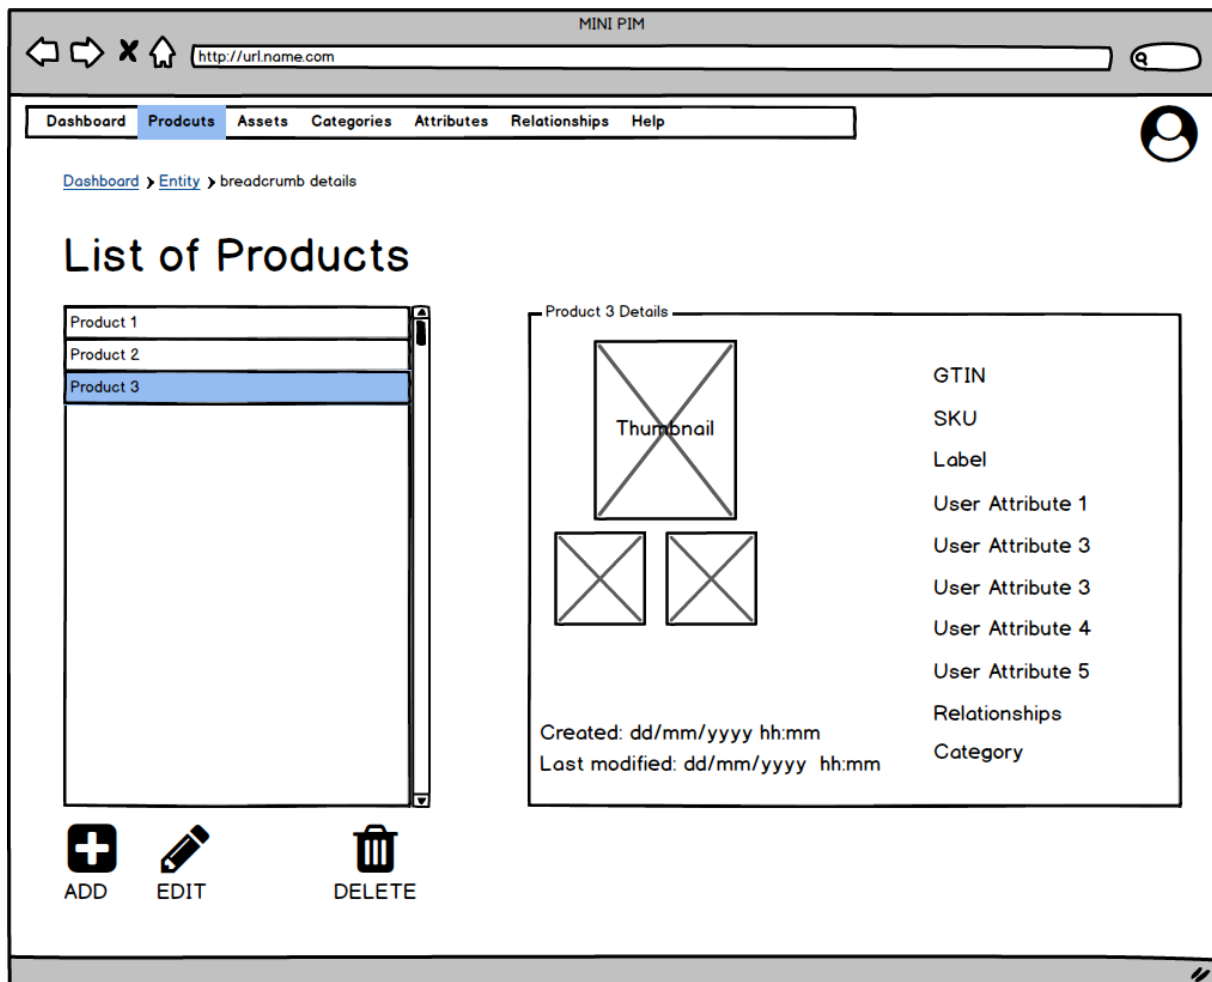 MINI PIM
http://url.name.com
Dashboard Prodcuts Assets Categories Attributes Relationships Help
Dashboard Entity breadcrumb details
List of Products
Product 1
Product 2
Product 3
Product 3 Details
Thumbnail
Created: dd/mm/yyyy hh:mm
Last modified: dd/mm/yyyy hh:mm
GTIN
SKU
Label
User Attribute 1
User Attribute 3
User Attribute 3
User Attribute 4
User Attribute 5
Relationships
Category
ADD EDIT DELETE